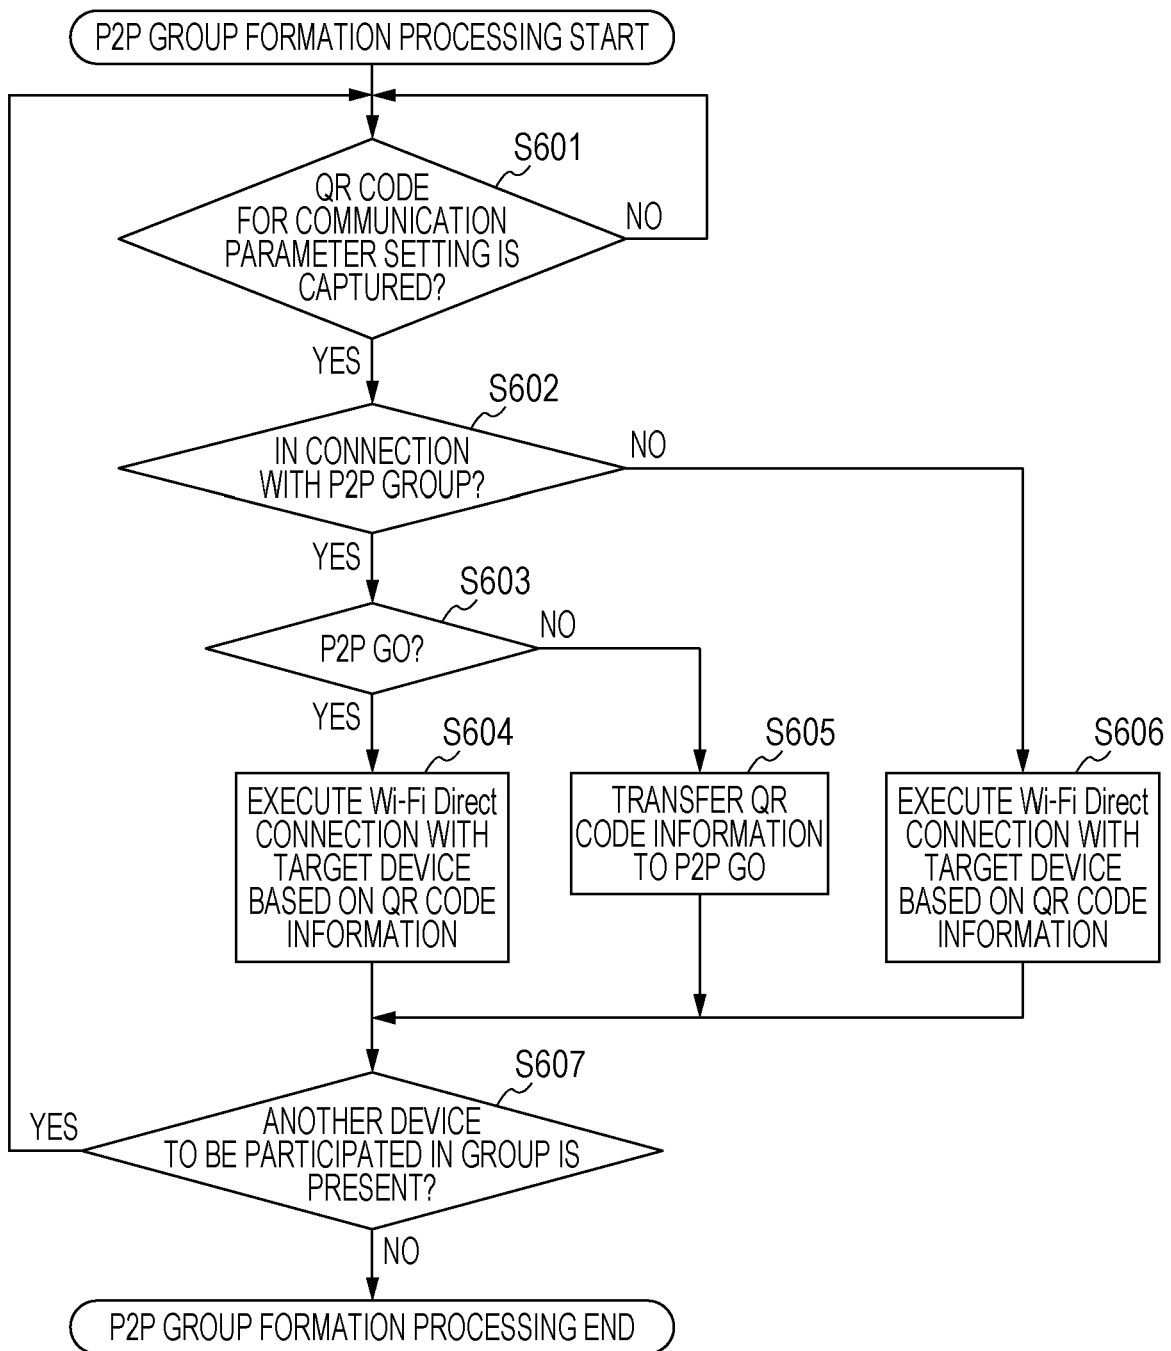 P2P GROUP FORMATION PROCESSING START
S601
QR CODE
FOR COMMUNICATION
PARAMETER SETTING IS
CAPTURED?
NO
YES
S602
IN CONNECTION
WITH P2P GROUP?
NO
YES
S603
P2P GO?
NO
YES
S604
EXECUTE Wi-Fi Direct
CONNECTION WITH
TARGET DEVICE
BASED ON QR CODE
INFORMATION
S605
TRANSFER QR
CODE INFORMATION
TO P2P GO
S606
EXECUTE Wi-Fi Direct
CONNECTION WITH
TARGET DEVICE
BASED ON QR CODE
INFORMATION
S607
ANOTHER DEVICE
TO BE PARTICIPATED IN GROUP IS
PRESENT?
YES
NO
P2P GROUP FORMATION PROCESSING END